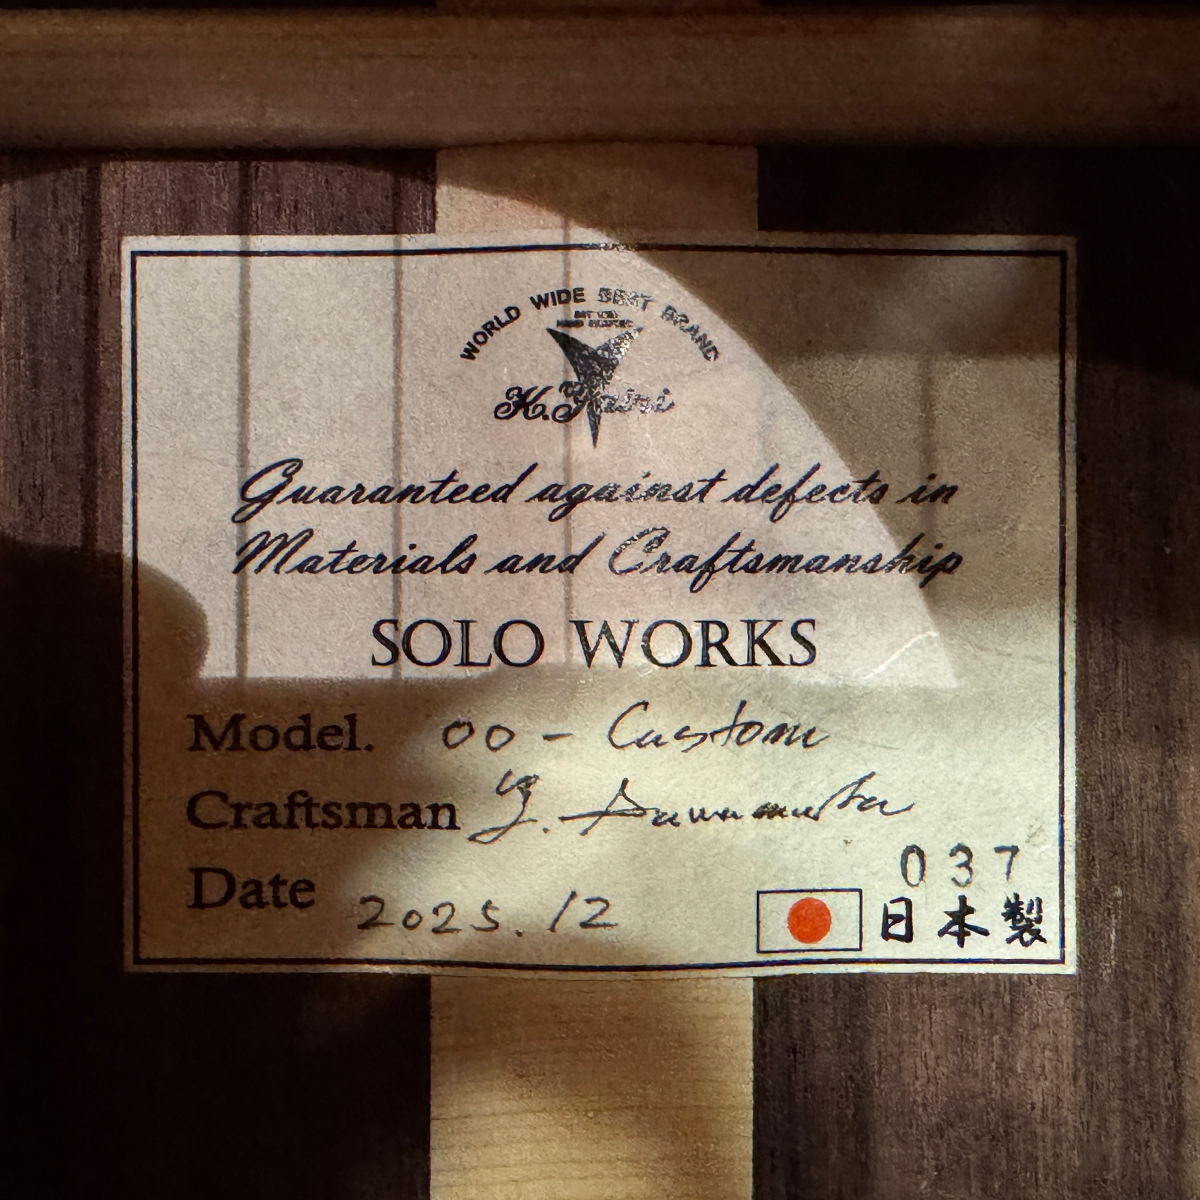 WORLD WIDE BEST BRAND
K.Yairi
Guaranteed against defects in
Materials and Craftsmanship
SOLO WORKS
Model. 00-Custom
Craftsman Y.
Date 2025.12
037
日本製